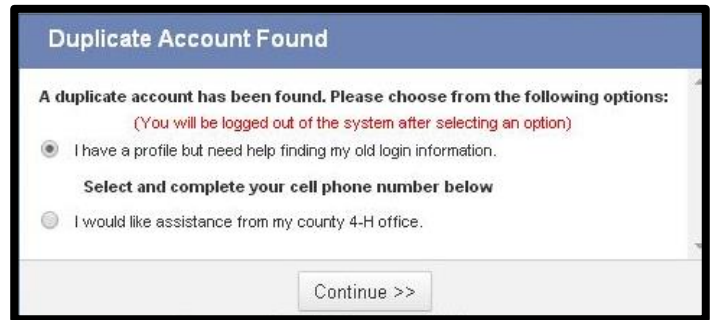 Duplicate Account Found
A duplicate account has been found. Please choose from the following options:
(You will be logged out of the system after selecting an option)
I have a profile but need help finding my old login information.
Select and complete your cell phone number below
I would like assistance from my county 4-H office.
Continue >>